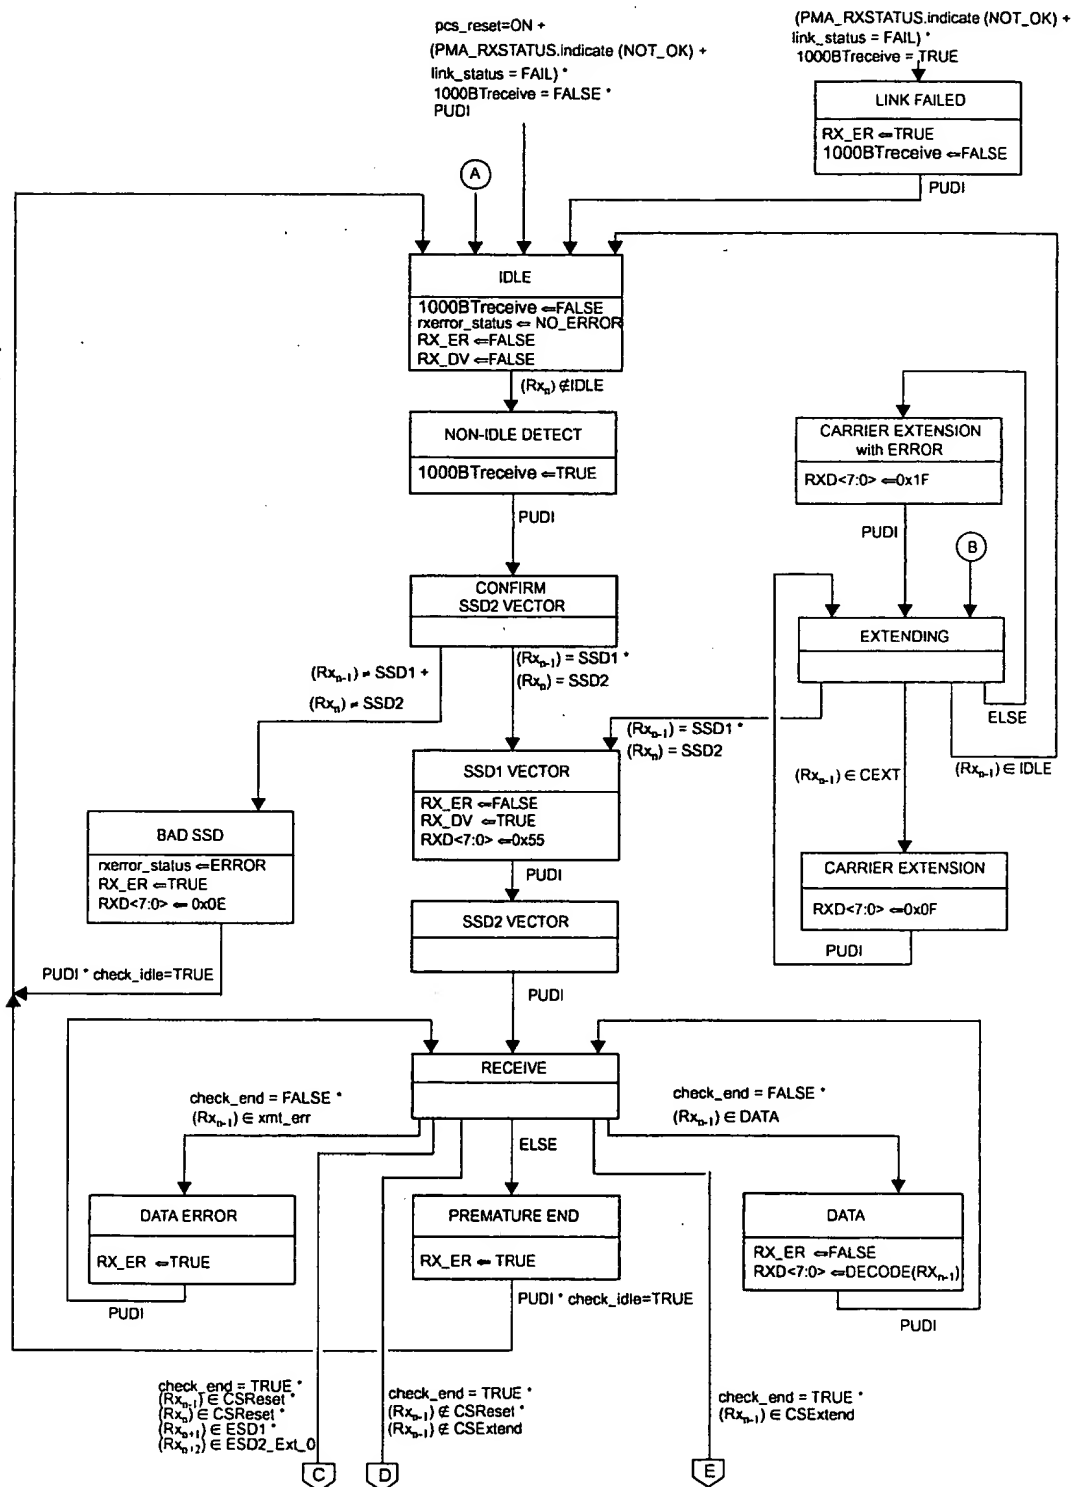 pcs_reset=ON +
(PMA_RXSTATUS.indicate (NOT_OK) +
link_status = FAIL) *
1000BTreceive = FALSE *
PUDI
(PMA_RXSTATUS.indicate (NOT_OK) +
link_status = FAIL) *
1000BTreceive = TRUE
LINK FAILED
RX_ER ⇐TRUE
1000BTreceive ⇐FALSE
PUDI
A
IDLE
1000BTreceive ⇐FALSE
rxerror_status ⇐ NO_ERROR
RX_ER ⇐FALSE
RX_DV ⇐FALSE
(Rxn) ∉IDLE
NON-IDLE DETECT
1000BTreceive ⇐TRUE
PUDI
CARRIER EXTENSION
with ERROR
RXD<7:0> ⇐0x1F
PUDI
B
CONFIRM
SSD2 VECTOR
EXTENDING
(Rxn-1) ≠ SSD1 +
(Rxn) ≠ SSD2
(Rxn-1) = SSD1 *
(Rxn) = SSD2
ELSE
(Rxn-1) = SSD1 *
(Rxn) = SSD2
(Rxn-1) ∈ CEXT
(Rxn-1) ∈ IDLE
SSD1 VECTOR
RX_ER ⇐FALSE
RX_DV ⇐TRUE
RXD<7:0> ⇐0x55
PUDI
BAD SSD
rxerror_status ⇐ERROR
RX_ER ⇐TRUE
RXD<7:0> ⇐ 0x0E
CARRIER EXTENSION
RXD<7:0> ⇐0x0F
PUDI
SSD2 VECTOR
PUDI * check_idle=TRUE
PUDI
RECEIVE
check_end = FALSE *
(Rxn-1) ∈ xmt_err
ELSE
check_end = FALSE *
(Rxn-1) ∈ DATA
DATA ERROR
RX_ER ⇐TRUE
PUDI
PREMATURE END
RX_ER ⇐ TRUE
PUDI * check_idle=TRUE
DATA
RX_ER ⇐FALSE
RXD<7:0> ⇐DECODE(RXn-1)
PUDI
check_end = TRUE *
(Rxn-1) ∈ CSReset *
(Rxn) ∈ CSReset *
(Rxn+1) ∈ ESD1 *
(Rxn+2) ∈ ESD2_Ext_0
check_end = TRUE *
(Rxn-1) ∉ CSReset *
(Rxn-1) ∉ CSExtend
check_end = TRUE *
(Rxn-1) ∈ CSExtend
C
D
E